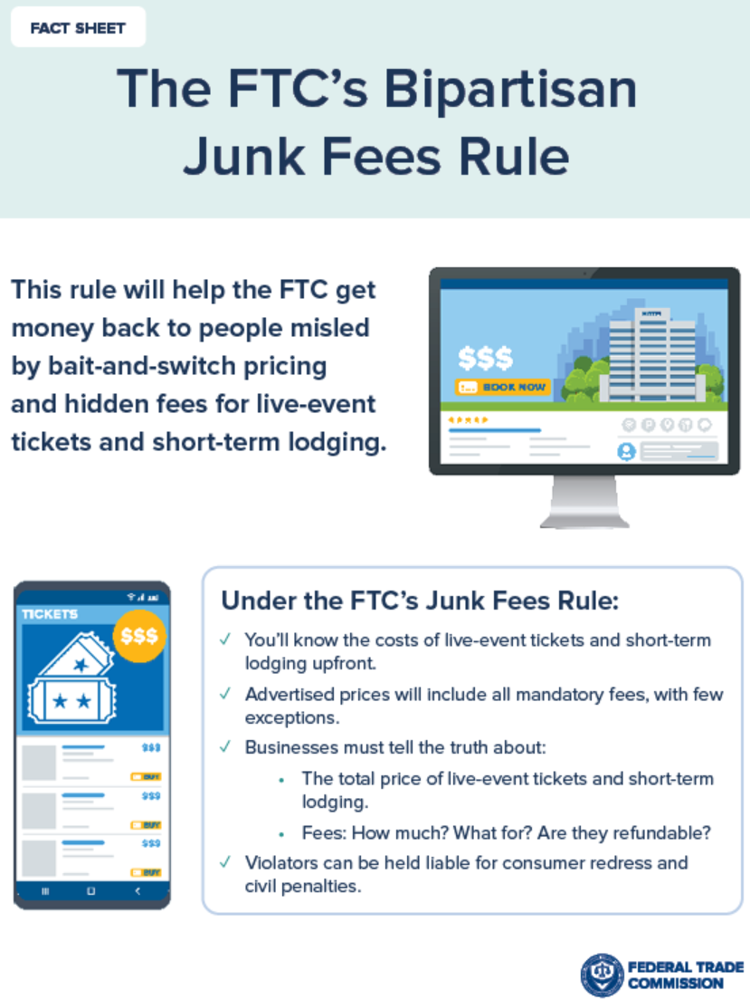 FACT SHEET
The FTC's Bipartisan
Junk Fees Rule
This rule will help the FTC get
money back to people misled
by bait-and-switch pricing
and hidden fees for live-event
tickets and short-term lodging.
HOTEL
$$$
BOOK NOW
TICKETS
$$$
$$$
BUY
$$$
BUY
$$$
BUY
Under the FTC's Junk Fees Rule:
✓ You'll know the costs of live-event tickets and short-term
lodging upfront.
✓ Advertised prices will include all mandatory fees, with few
exceptions.
✓ Businesses must tell the truth about:
• The total price of live-event tickets and short-term
lodging.
• Fees: How much? What for? Are they refundable?
✓ Violators can be held liable for consumer redress and
civil penalties.
FEDERAL TRADE
COMMISSION